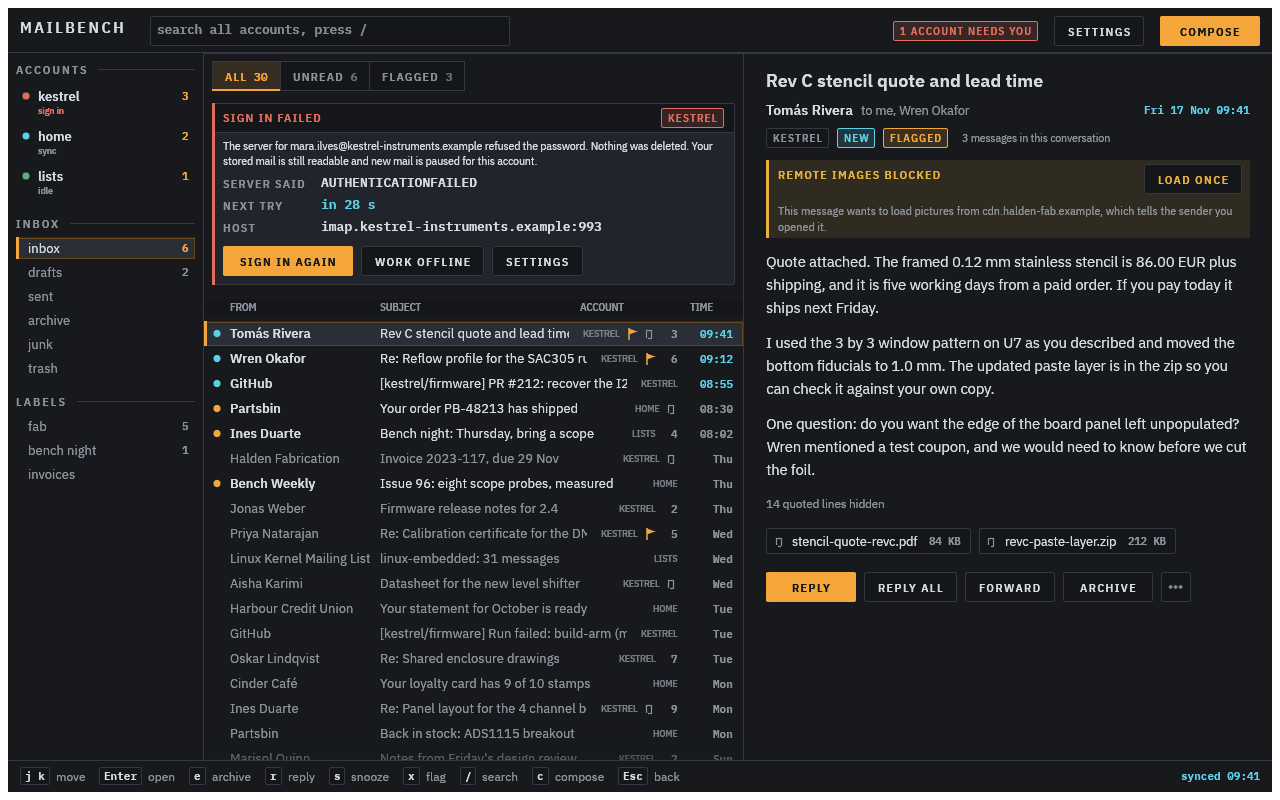 MAILBENCH
search all accounts, press /
1 ACCOUNT NEEDS YOU
SETTINGS
COMPOSE
ACCOUNTS
kestrel 3
sign in
home 2
sync
lists 1
idle
INBOX
inbox 6
drafts 2
sent
archive
junk
trash
LABELS
fab 5
bench night 1
invoices
ALL 30
UNREAD 6
FLAGGED 3
SIGN IN FAILED
KESTREL
The server for mara.ilves@kestrel-instruments.example refused the password. Nothing was deleted. Your
stored mail is still readable and new mail is paused for this account.
SERVER SAID AUTHENTICATIONFAILED
NEXT TRY in 28 s
HOST imap.kestrel-instruments.example:993
SIGN IN AGAIN
WORK OFFLINE
SETTINGS
FROM SUBJECT ACCOUNT TIME
Tomás Rivera Rev C stencil quote and lead time KESTREL 3 09:41
Wren Okafor Re: Reflow profile for the SAC305 ru KESTREL 6 09:12
GitHub [kestrel/firmware] PR #212: recover the I2 KESTREL 08:55
Partsbin Your order PB-48213 has shipped HOME 08:30
Ines Duarte Bench night: Thursday, bring a scope LISTS 4 08:02
Halden Fabrication Invoice 2023-117, due 29 Nov KESTREL Thu
Bench Weekly Issue 96: eight scope probes, measured HOME Thu
Jonas Weber Firmware release notes for 2.4 KESTREL 2 Thu
Priya Natarajan Re: Calibration certificate for the DM KESTREL 5 Wed
Linux Kernel Mailing List linux-embedded: 31 messages LISTS Wed
Aisha Karimi Datasheet for the new level shifter KESTREL Wed
Harbour Credit Union Your statement for October is ready HOME Tue
GitHub [kestrel/firmware] Run failed: build-arm (m KESTREL Tue
Oskar Lindqvist Re: Shared enclosure drawings KESTREL 7 Tue
Cinder Café Your loyalty card has 9 of 10 stamps HOME Mon
Ines Duarte Re: Panel layout for the 4 channel b KESTREL 9 Mon
Partsbin Back in stock: ADS1115 breakout HOME Mon
Marisol Quinn Notes from Friday's design review KESTREL 2 Sun
Rev C stencil quote and lead time
Tomás Rivera to me, Wren Okafor Fri 17 Nov 09:41
KESTREL NEW FLAGGED 3 messages in this conversation
REMOTE IMAGES BLOCKED
LOAD ONCE
This message wants to load pictures from cdn.halden-fab.example, which tells the sender you
opened it.
Quote attached. The framed 0.12 mm stainless stencil is 86.00 EUR plus
shipping, and it is five working days from a paid order. If you pay today it
ships next Friday.
I used the 3 by 3 window pattern on U7 as you described and moved the
bottom fiducials to 1.0 mm. The updated paste layer is in the zip so you
can check it against your own copy.
One question: do you want the edge of the board panel left unpopulated?
Wren mentioned a test coupon, and we would need to know before we cut
the foil.
14 quoted lines hidden
stencil-quote-revc.pdf 84 KB
revc-paste-layer.zip 212 KB
REPLY
REPLY ALL
FORWARD
ARCHIVE
•••
j k move Enter open e archive r reply s snooze x flag / search c compose Esc back
synced 09:41